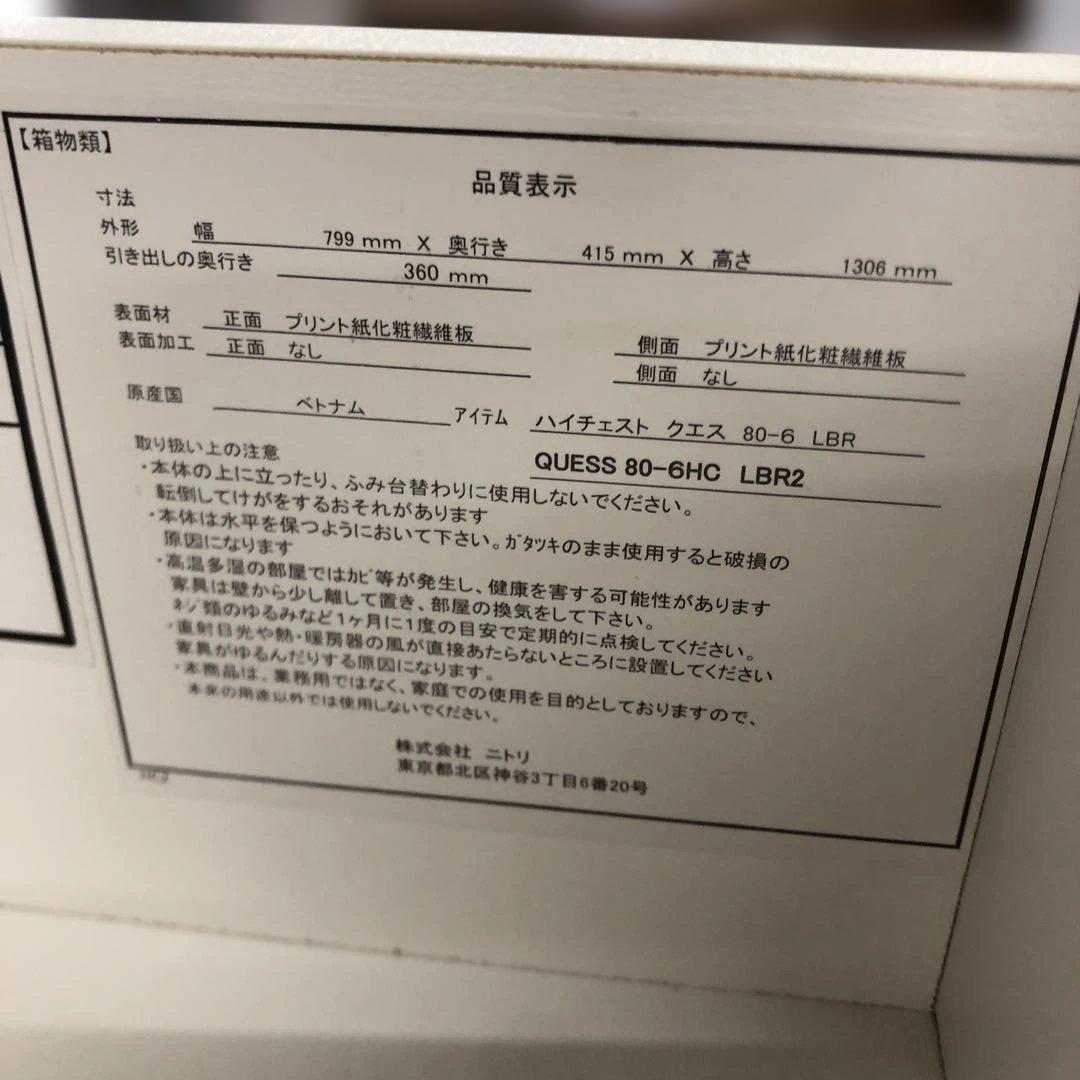 【箱物類】
品質表示
寸法
外形 幅 799 mm X 奥行き 415 mm X 高さ 1306 mm
引き出しの奥行き 360 mm
表面材 正面 プリント紙化粧繊維板 側面 プリント紙化粧繊維板
表面加工 正面 なし 側面 なし
原産国 ベトナム アイテム ハイチェスト クエス 80-6 LBR
QUESS 80-6HC LBR2
取り扱い上の注意
・本体の上に立ったり、ふみ台替わりに使用しないでください。
転倒してけがをするおそれがあります
・本体は水平を保つようにおいて下さい。ｶﾞﾀﾂｷのまま使用すると破損の
原因になります
・高温多湿の部屋ではｶﾋﾞ等が発生し、健康を害する可能性があります
家具は壁から少し離して置き、部屋の換気をして下さい。
ﾈｼﾞ類のゆるみなど1ヶ月に1度の目安で定期的に点検してください。
・直射日光や熱・暖房器の風が直接あたらないところに設置してください
家具がゆるんだりする原因になります。
・本商品は、業務用ではなく、家庭での使用を目的としておりますので、
本来の用途以外では使用しないでください。
株式会社 ニトリ
東京都北区神谷3丁目6番20号